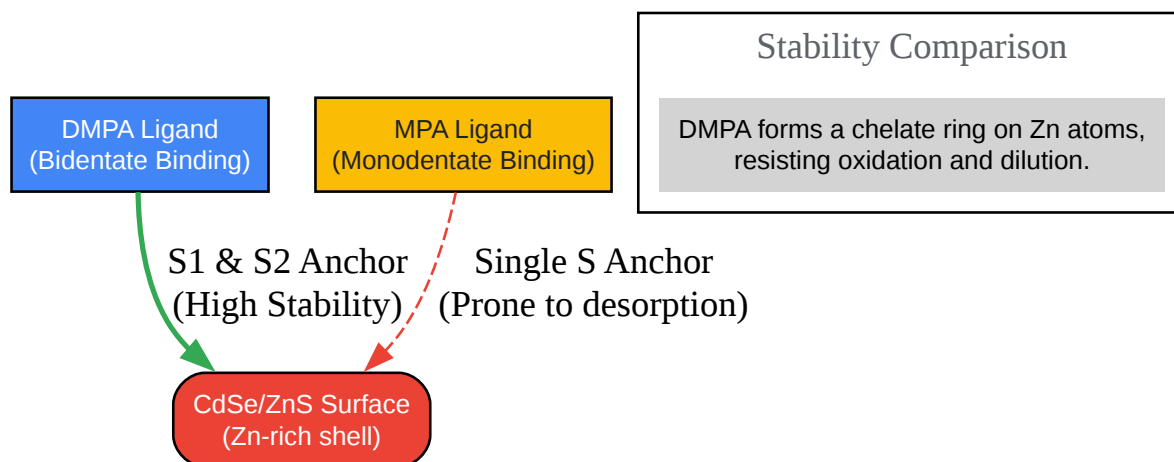 DMPA Ligand
(Bidentate Binding)
MPA Ligand
(Monodentate Binding)
Stability Comparison
DMPA forms a chelate ring on Zn atoms,
resisting oxidation and dilution.
S1 & S2 Anchor
(High Stability)
Single S Anchor
(Prone to desorption)
CdSe/ZnS Surface
(Zn-rich shell)